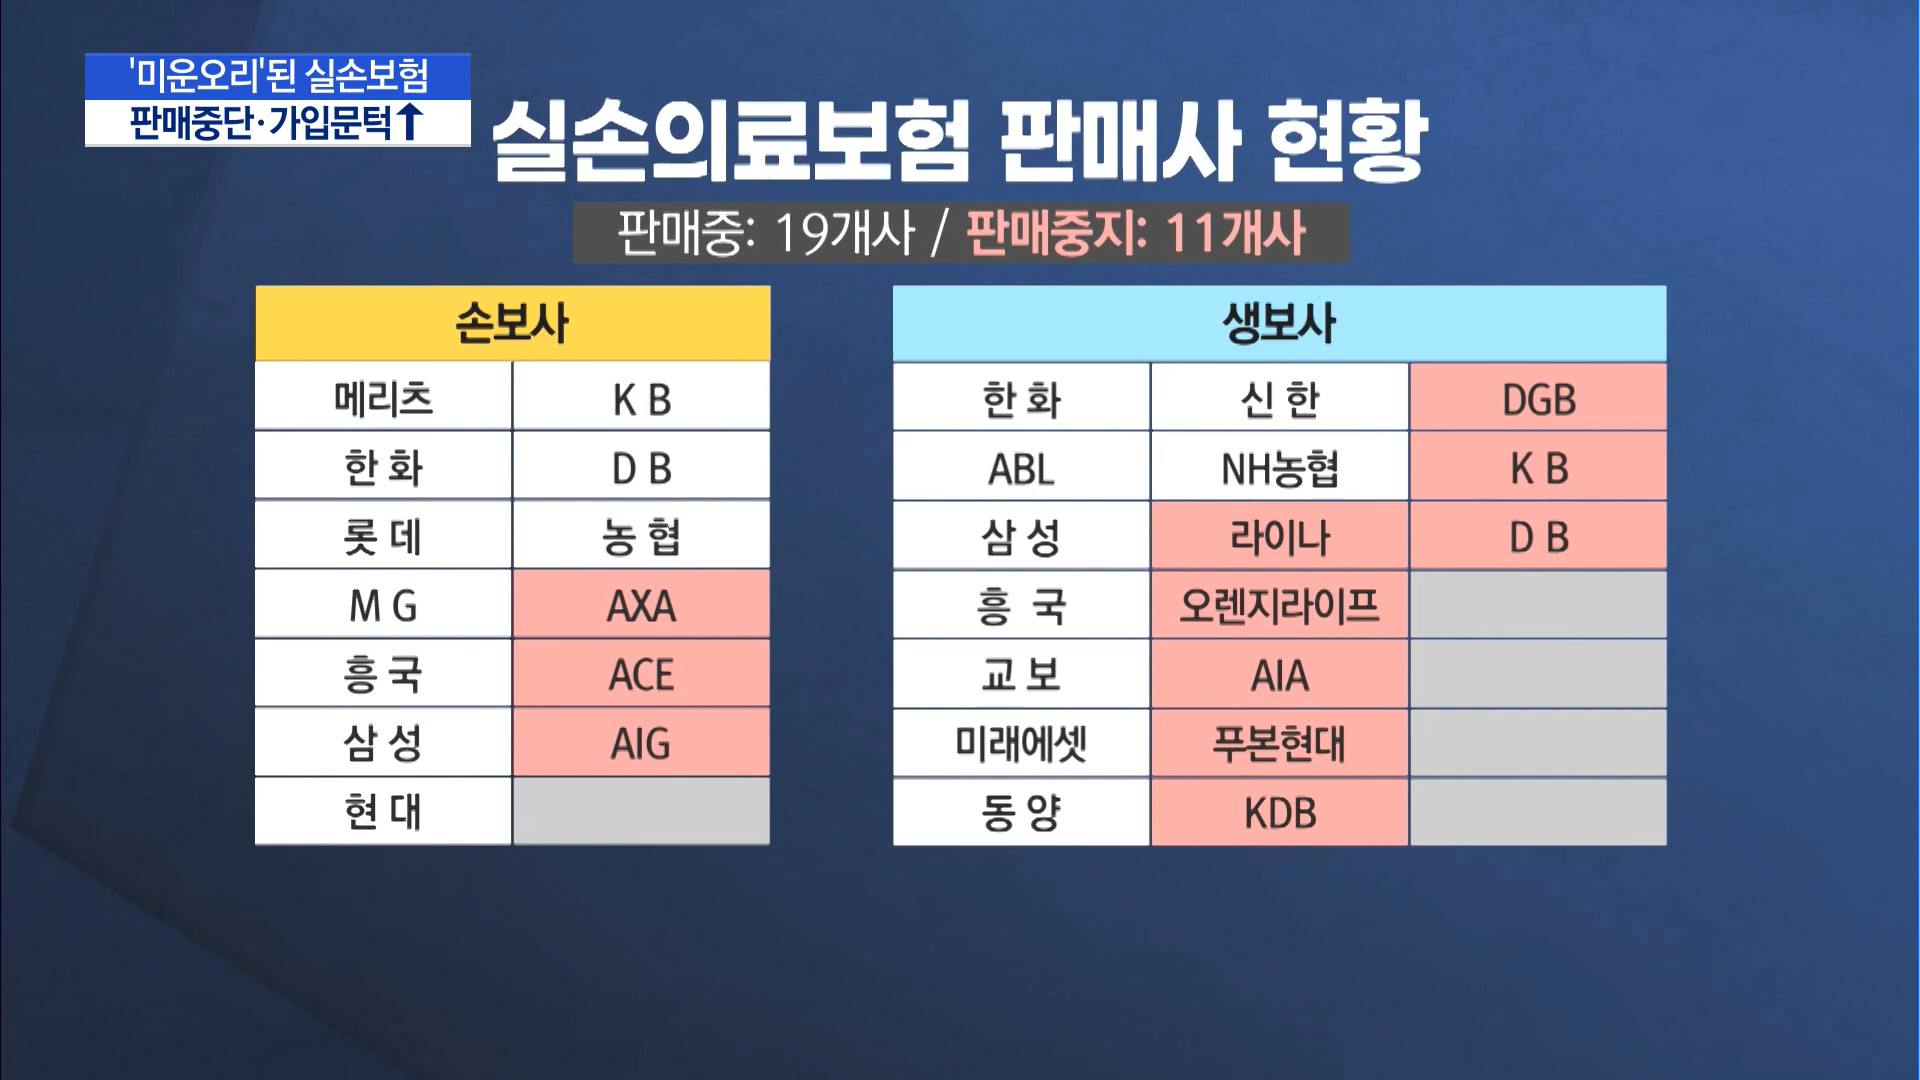 '미운오리'된 실손보험
판매중단·가입문턱↑
실손의료보험 판매사 현황
판매중: 19개사 / 판매중지: 11개사
손보사
메리츠 K B
한 화 D B
롯 데 농 협
M G AXA
흥 국 ACE
삼 성 AIG
현 대
생보사
한 화 신 한 DGB
ABL NH농협 K B
삼 성 라이나 D B
흥 국 오렌지라이프
교 보 AIA
미래에셋 푸본현대
동 양 KDB